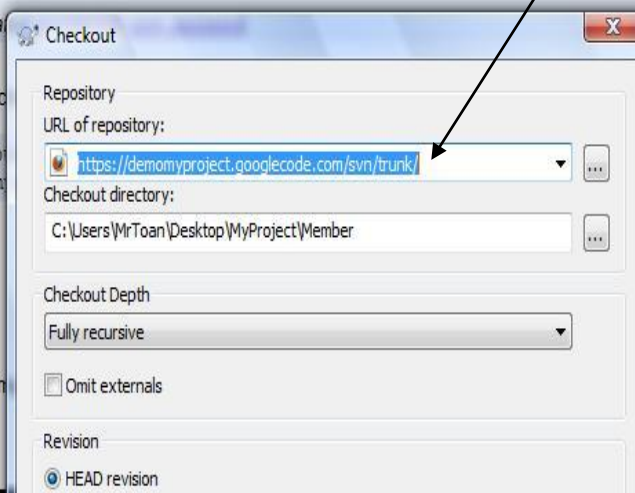 Checkout
Repository
URL of repository:
https://demomyproject.googlecode.com/svn/trunk/
...
Checkout directory:
C:\Users\MrToan\Desktop\MyProject\Member
...
Checkout Depth
Fully recursive
Omit externals
Revision
HEAD revision